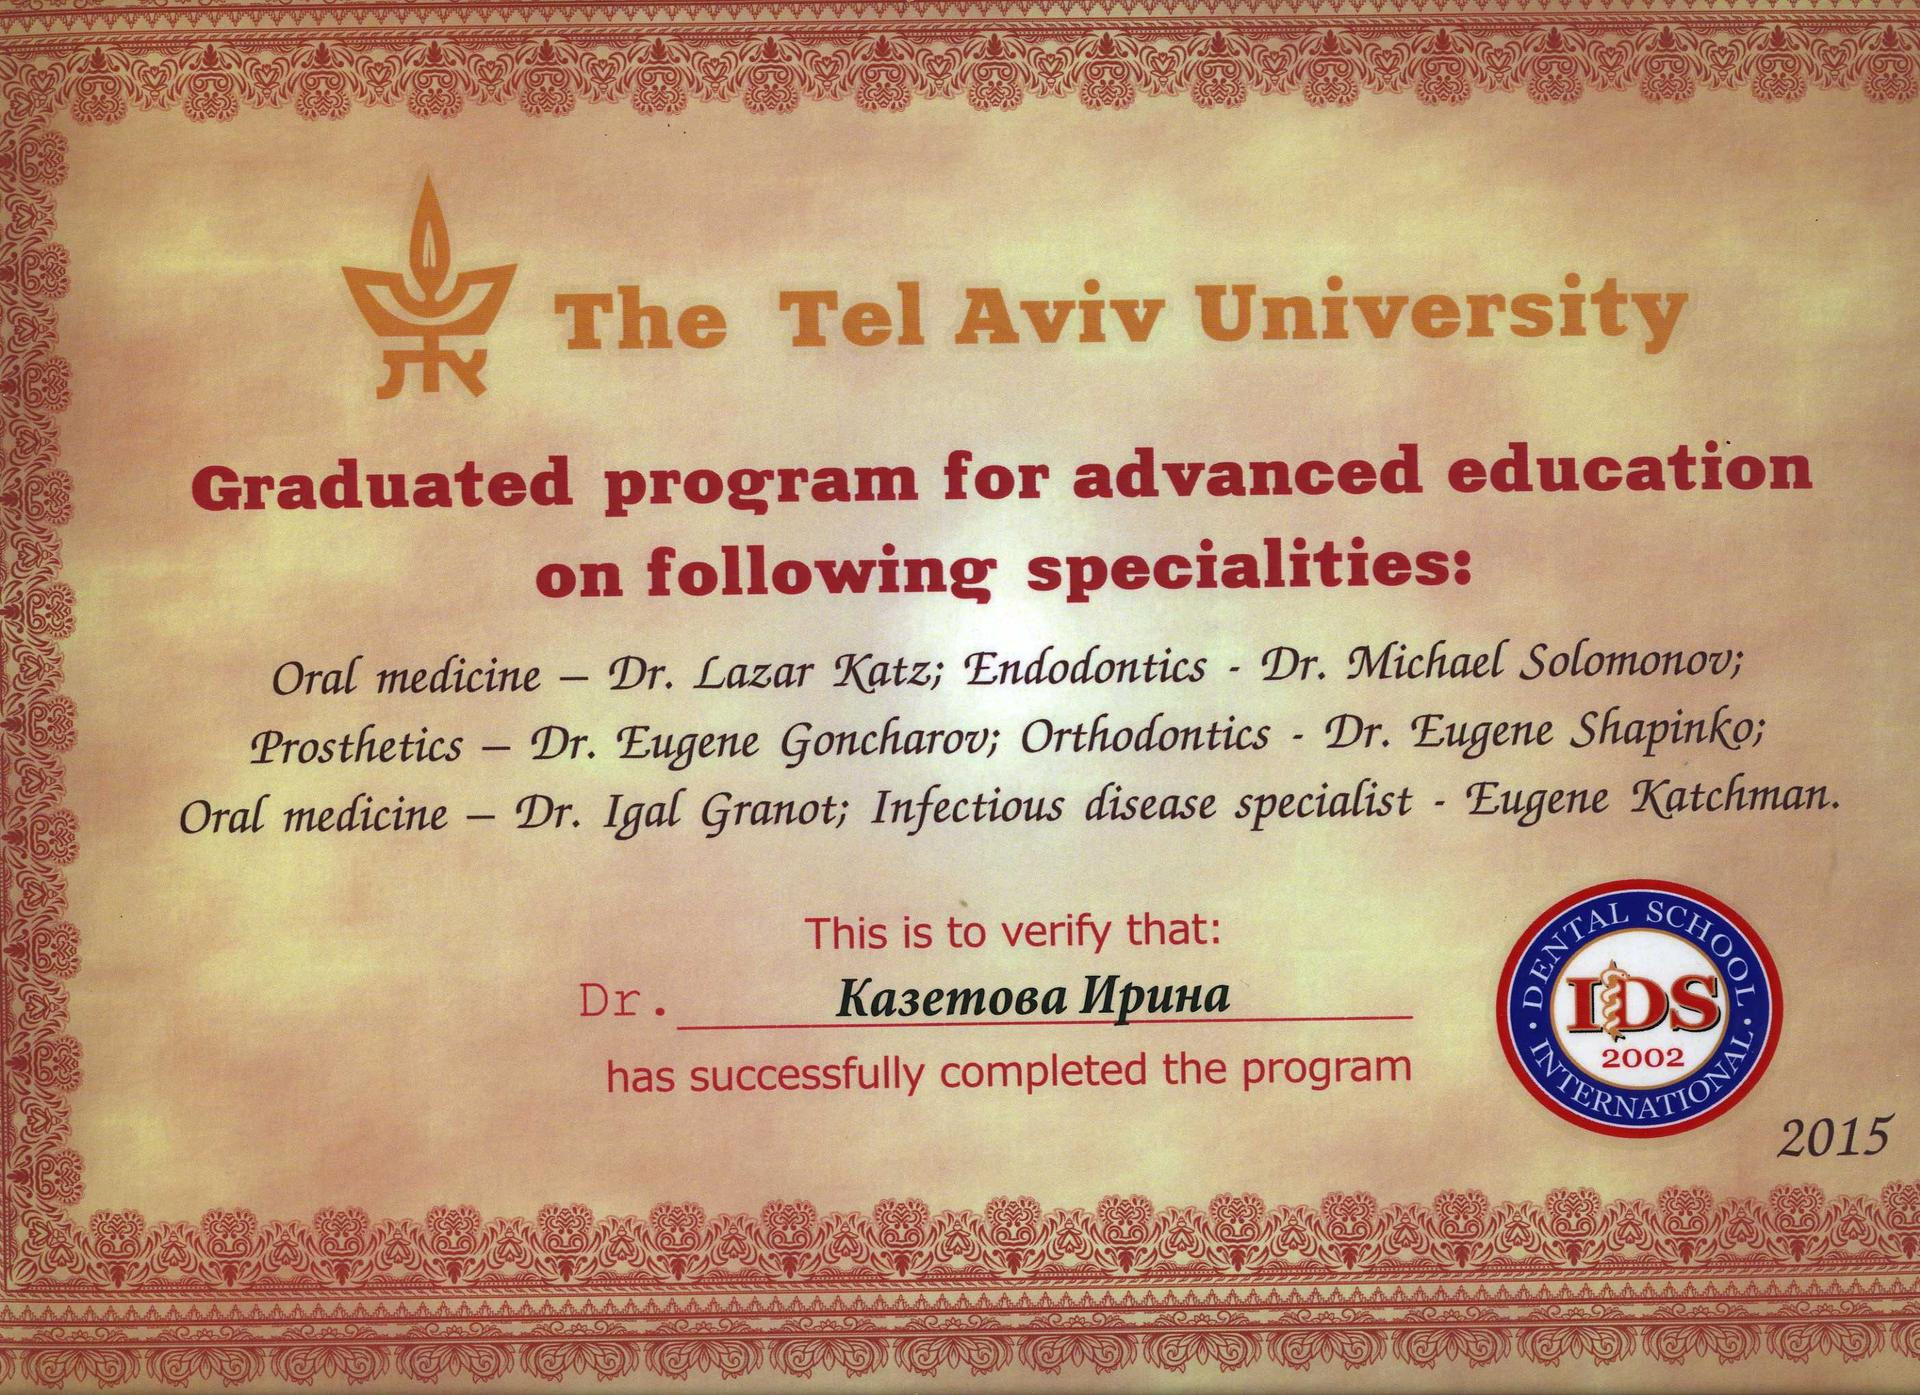 The Tel Aviv University
Graduated program for advanced education
on following specialities:
Oral medicine – Dr. Lazar Katz; Endodontics - Dr. Michael Solomonov;
Prosthetics – Dr. Eugene Goncharov; Orthodontics - Dr. Eugene Shapinko;
Oral medicine – Dr. Igal Granot; Infectious disease specialist - Eugene Katchman.
This is to verify that:
Dr. Казетова Ирина
has successfully completed the program
· DENTAL SCHOOL ·
IDS
2002
INTERNATIONAL
2015